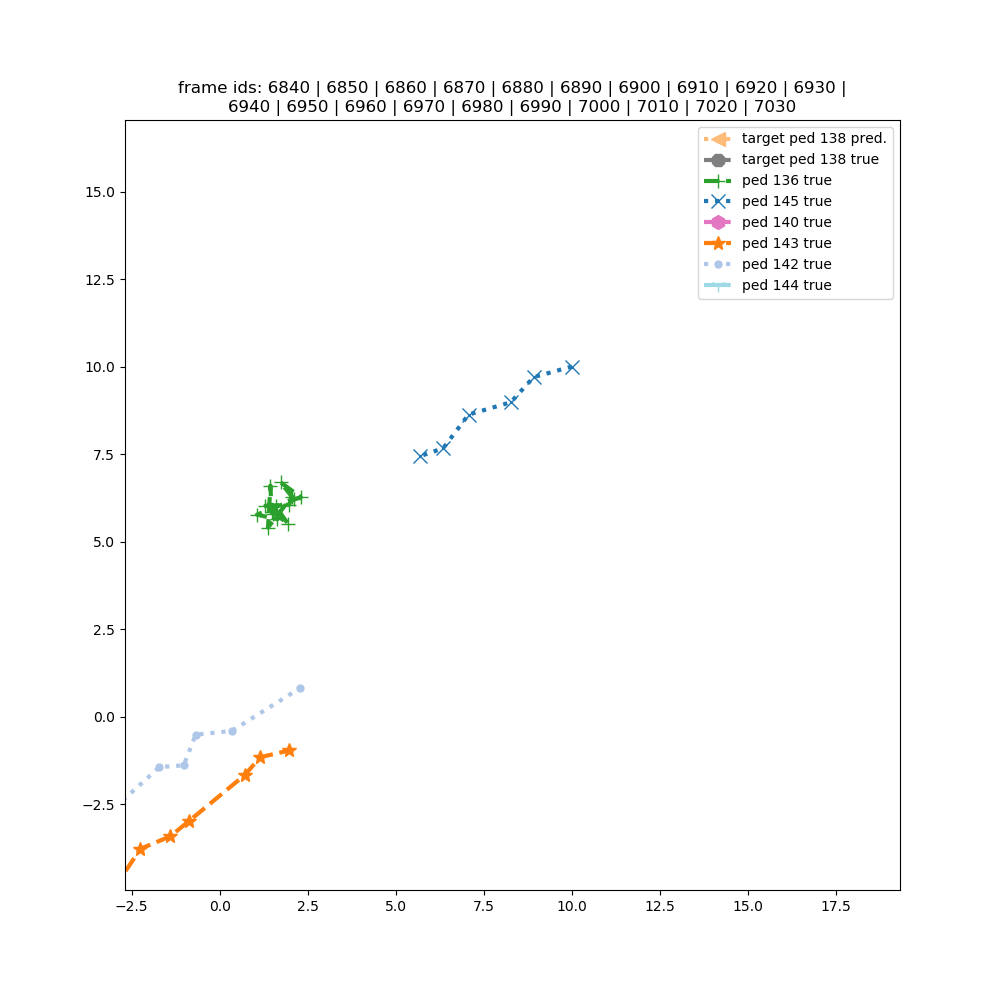 frame ids: 6840 | 6850 | 6860 | 6870 | 6880 | 6890 | 6900 | 6910 | 6920 | 6930 |
6940 | 6950 | 6960 | 6970 | 6980 | 6990 | 7000 | 7010 | 7020 | 7030
target ped 138 pred.
target ped 138 true
ped 136 true
ped 145 true
ped 140 true
ped 143 true
ped 142 true
ped 144 true
15.0
12.5
10.0
7.5
5.0
2.5
0.0
−2.5
−2.5 0.0 2.5 5.0 7.5 10.0 12.5 15.0 17.5